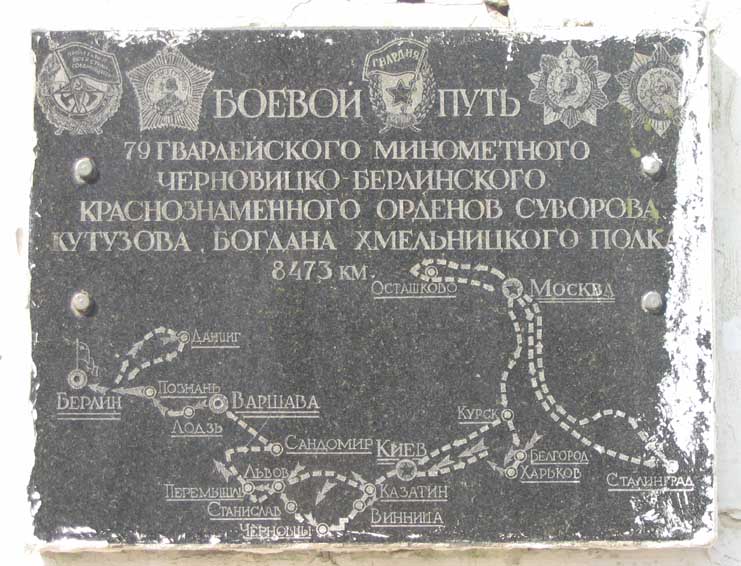 ГВАРДИЯ
БОЕВОЙ ПУТЬ
79 ГВАРДЕЙСКОГО МИНОМЕТНОГО
ЧЕРНОВИЦКО-БЕРЛИНСКОГО
КРАСНОЗНАМЕННОГО ОРДЕНОВ СУВОРОВА
КУТУЗОВА БОГДАНА ХМЕЛЬНИЦКОГО ПОЛКА
8473 КМ.
ОСТАШКОВО
МОСКВА
ДАНЦИГ
ПОЗНАНЬ
БЕРЛИН
ВАРШАВА
ЛОДЗЬ
КУРСК
САНДОМИР
КИЕВ
БЕЛГОРОД
ХАРЬКОВ
СТАЛИНГРАД
ЛЬВОВ
ПЕРЕМЫШЛЬ
КАЗАТИН
СТАНИСЛАВ
ВИННИЦА
ЧЕРНОВЦЫ